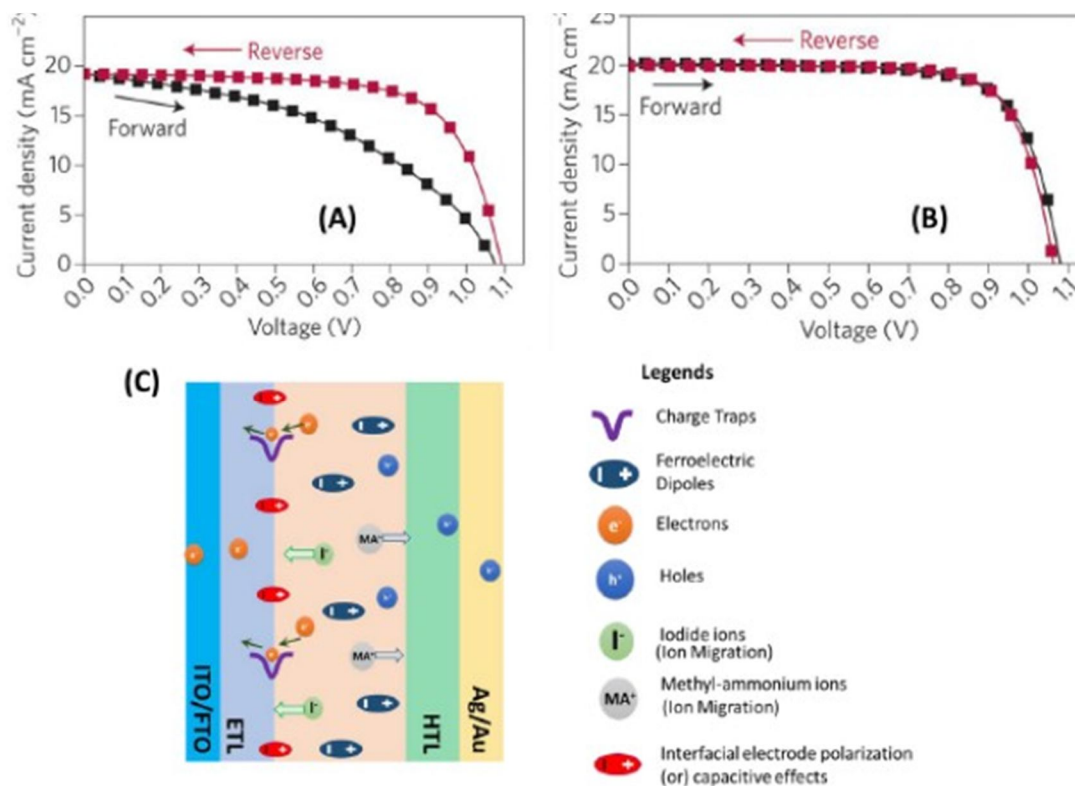 Current density (mA cm⁻²)
20
15
10
5
0
Reverse
Forward
(A)
0.0 0.1 0.2 0.3 0.4 0.5 0.6 0.7 0.8 0.9 1.0 1.1
Voltage (V)
Current density (mA cm⁻²)
25
20
15
10
5
0
Reverse
Forward
(B)
0.0 0.1 0.2 0.3 0.4 0.5 0.6 0.7 0.8 0.9 1.0 1.1
Voltage (V)
(C)
ITO/FTO
ETL
HTL
Ag/Au
e⁻
e⁻
e⁻
e⁻
e⁻
e⁻
h⁺
h⁺
h⁺
h⁺
I⁻
I⁻
MA⁺
MA⁺
Legends
Charge Traps
Ferroelectric
Dipoles
e⁻
Electrons
h⁺
Holes
I⁻
Iodide ions
(Ion Migration)
MA⁺
Methyl-ammonium ions
(Ion Migration)
Interfacial electrode polarization
(or) capacitive effects